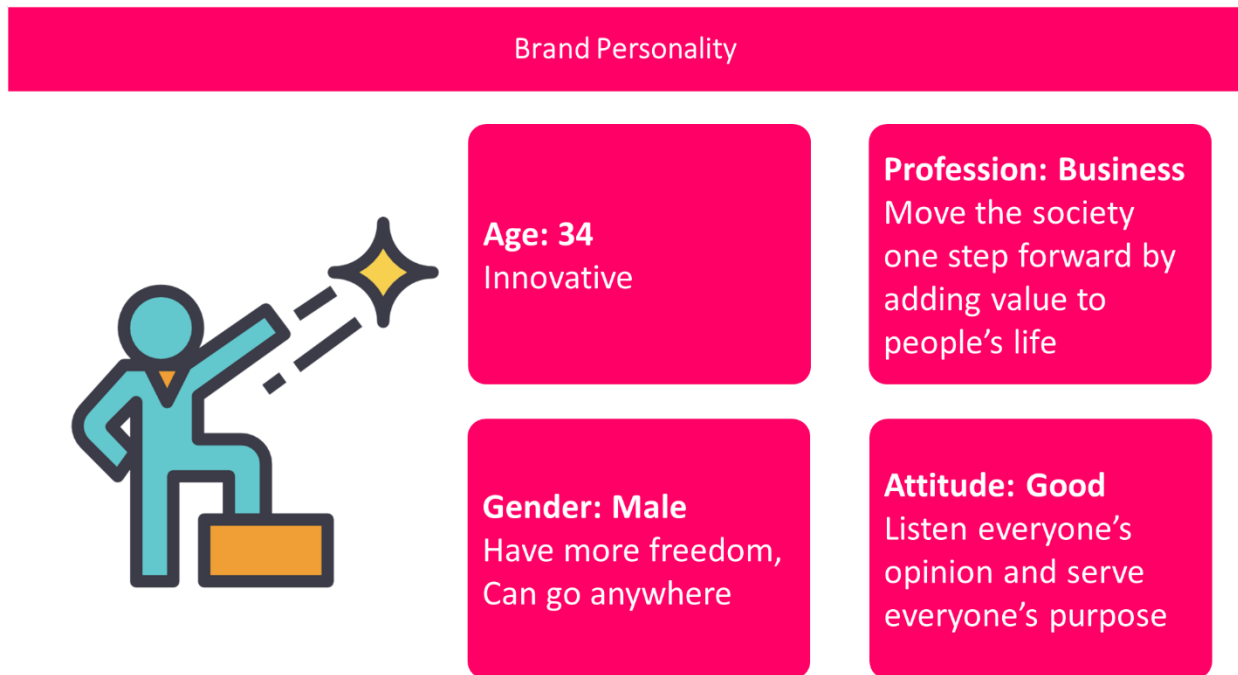 Brand Personality
Age: 34
Innovative
Profession: Business
Move the society
one step forward by
adding value to
people’s life
Gender: Male
Have more freedom,
Can go anywhere
Attitude: Good
Listen everyone’s
opinion and serve
everyone’s purpose